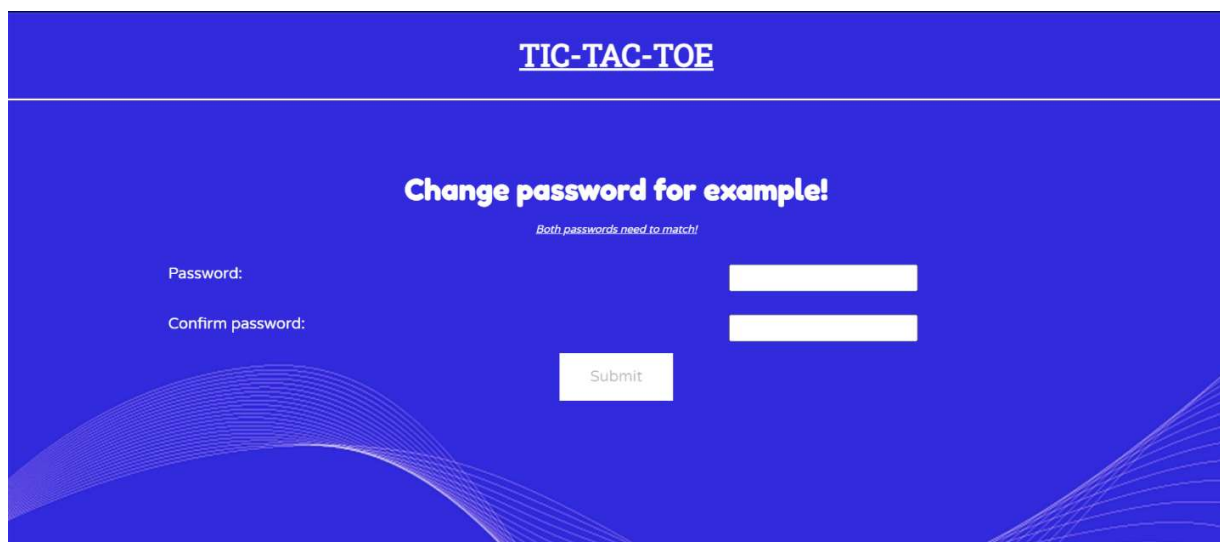 TIC-TAC-TOE
Change password for example!
Both passwords need to match!
Password:
Confirm password:
Submit